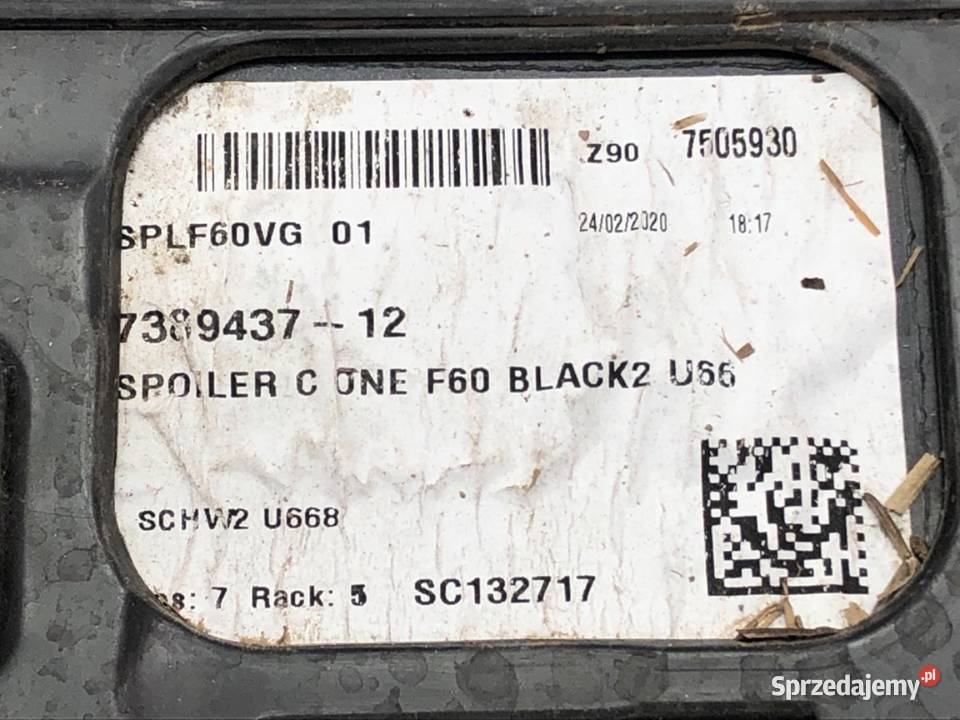 Z90 7505930
SPLF60VG 01 24/02/2020 18:17
7389437-12
SPOILER C ONE F60 BLACK2 U66
SCHW2 U668
7 Rack: 5 SC132717
Sprzedajemy.pl